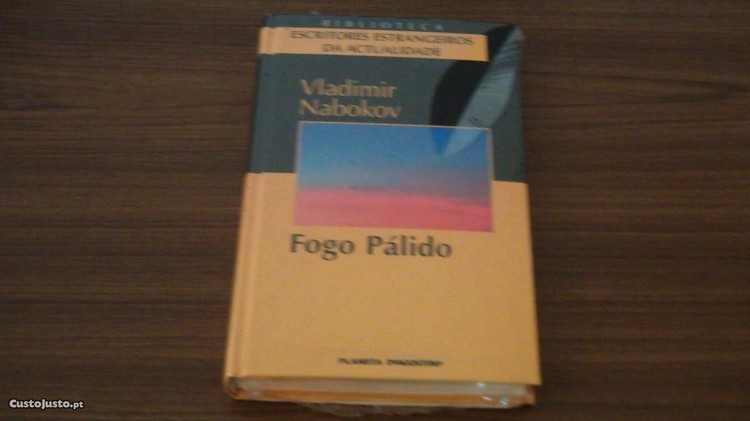 BIBLIOTECA
ESCRITORES ESTRANGEIROS
DA ACTUALIDADE
Vladimir
Nabokov
Fogo Pálido
PLANETA DEAGOSTINI
CustoJusto.pt